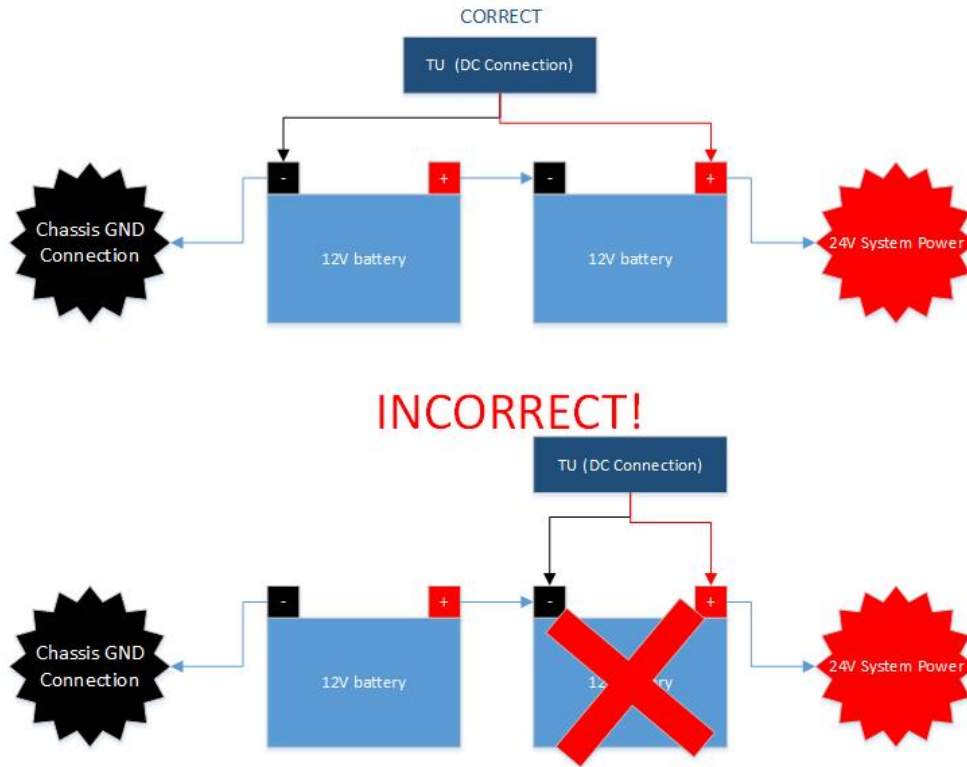 CORRECT
TU (DC Connection)
- + - +
Chassis GND
Connection
12V battery
12V battery
24V System Power
INCORRECT!
TU (DC Connection)
- + - +
Chassis GND
Connection
12V battery
24V System Power